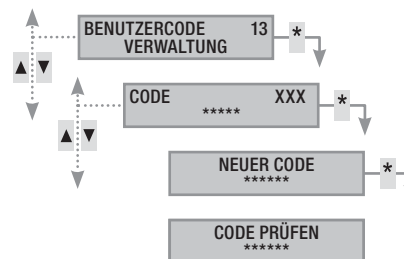 BENUTZERCODE 13 *
VERWALTUNG
▲ ▼
CODE XXX *
*****
▲ ▼
NEUER CODE *
******
CODE PRÜFEN
******